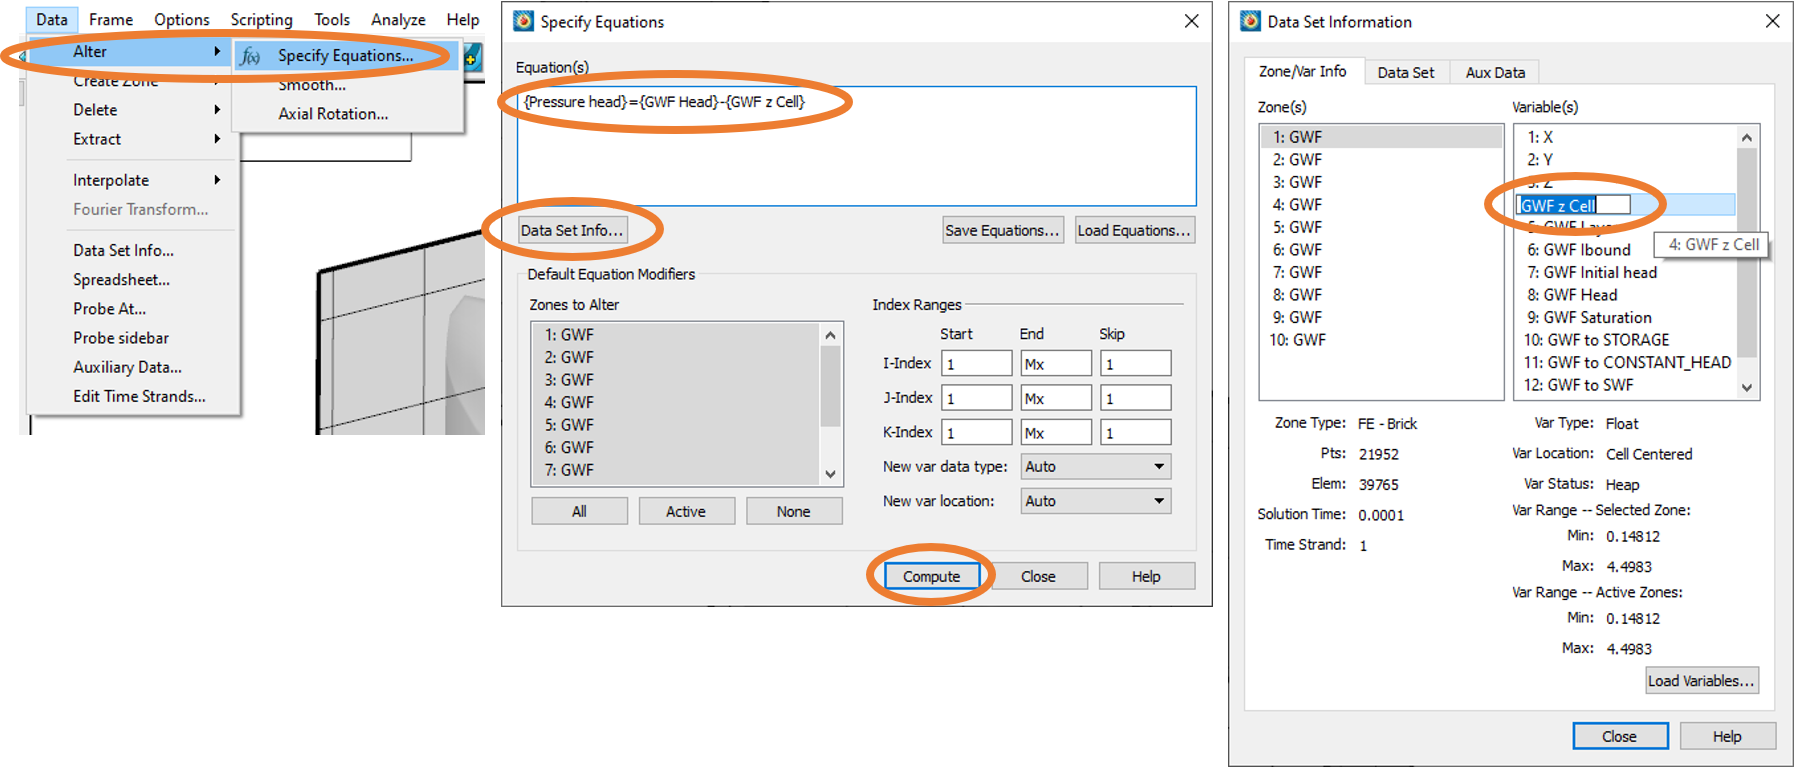 Data Frame Options Scripting Tools Analyze Help
Alter
f(x) Specify Equations...
Create Zone
Smooth...
Delete
Axial Rotation...
Extract
Interpolate
Fourier Transform...
Data Set Info...
Spreadsheet...
Probe At...
Probe sidebar
Auxiliary Data...
Edit Time Strands...
Specify Equations
Equation(s)
{Pressure head}={GWF Head}-{GWF z Cell}
Data Set Info...
Save Equations...
Load Equations...
Default Equation Modifiers
Zones to Alter
1: GWF
2: GWF
3: GWF
4: GWF
5: GWF
6: GWF
7: GWF
All
Active
None
Index Ranges
Start End Skip
I-Index 1 Mx 1
J-Index 1 Mx 1
K-Index 1 Mx 1
New var data type: Auto
New var location: Auto
Compute
Close
Help
Data Set Information
Zone/Var Info
Data Set
Aux Data
Zone(s)
1: GWF
2: GWF
3: GWF
4: GWF
5: GWF
6: GWF
7: GWF
8: GWF
9: GWF
10: GWF
Variable(s)
1: X
2: Y
3: Z
GWF z Cell
5: GWF Layer
4: GWF z Cell
6: GWF Ibound
7: GWF Initial head
8: GWF Head
9: GWF Saturation
10: GWF to STORAGE
11: GWF to CONSTANT_HEAD
12: GWF to SWF
Zone Type: FE - Brick
Pts: 21952
Elem: 39765
Solution Time: 0.0001
Time Strand: 1
Var Type: Float
Var Location: Cell Centered
Var Status: Heap
Var Range -- Selected Zone:
Min: 0.14812
Max: 4.4983
Var Range -- Active Zones:
Min: 0.14812
Max: 4.4983
Load Variables...
Close
Help